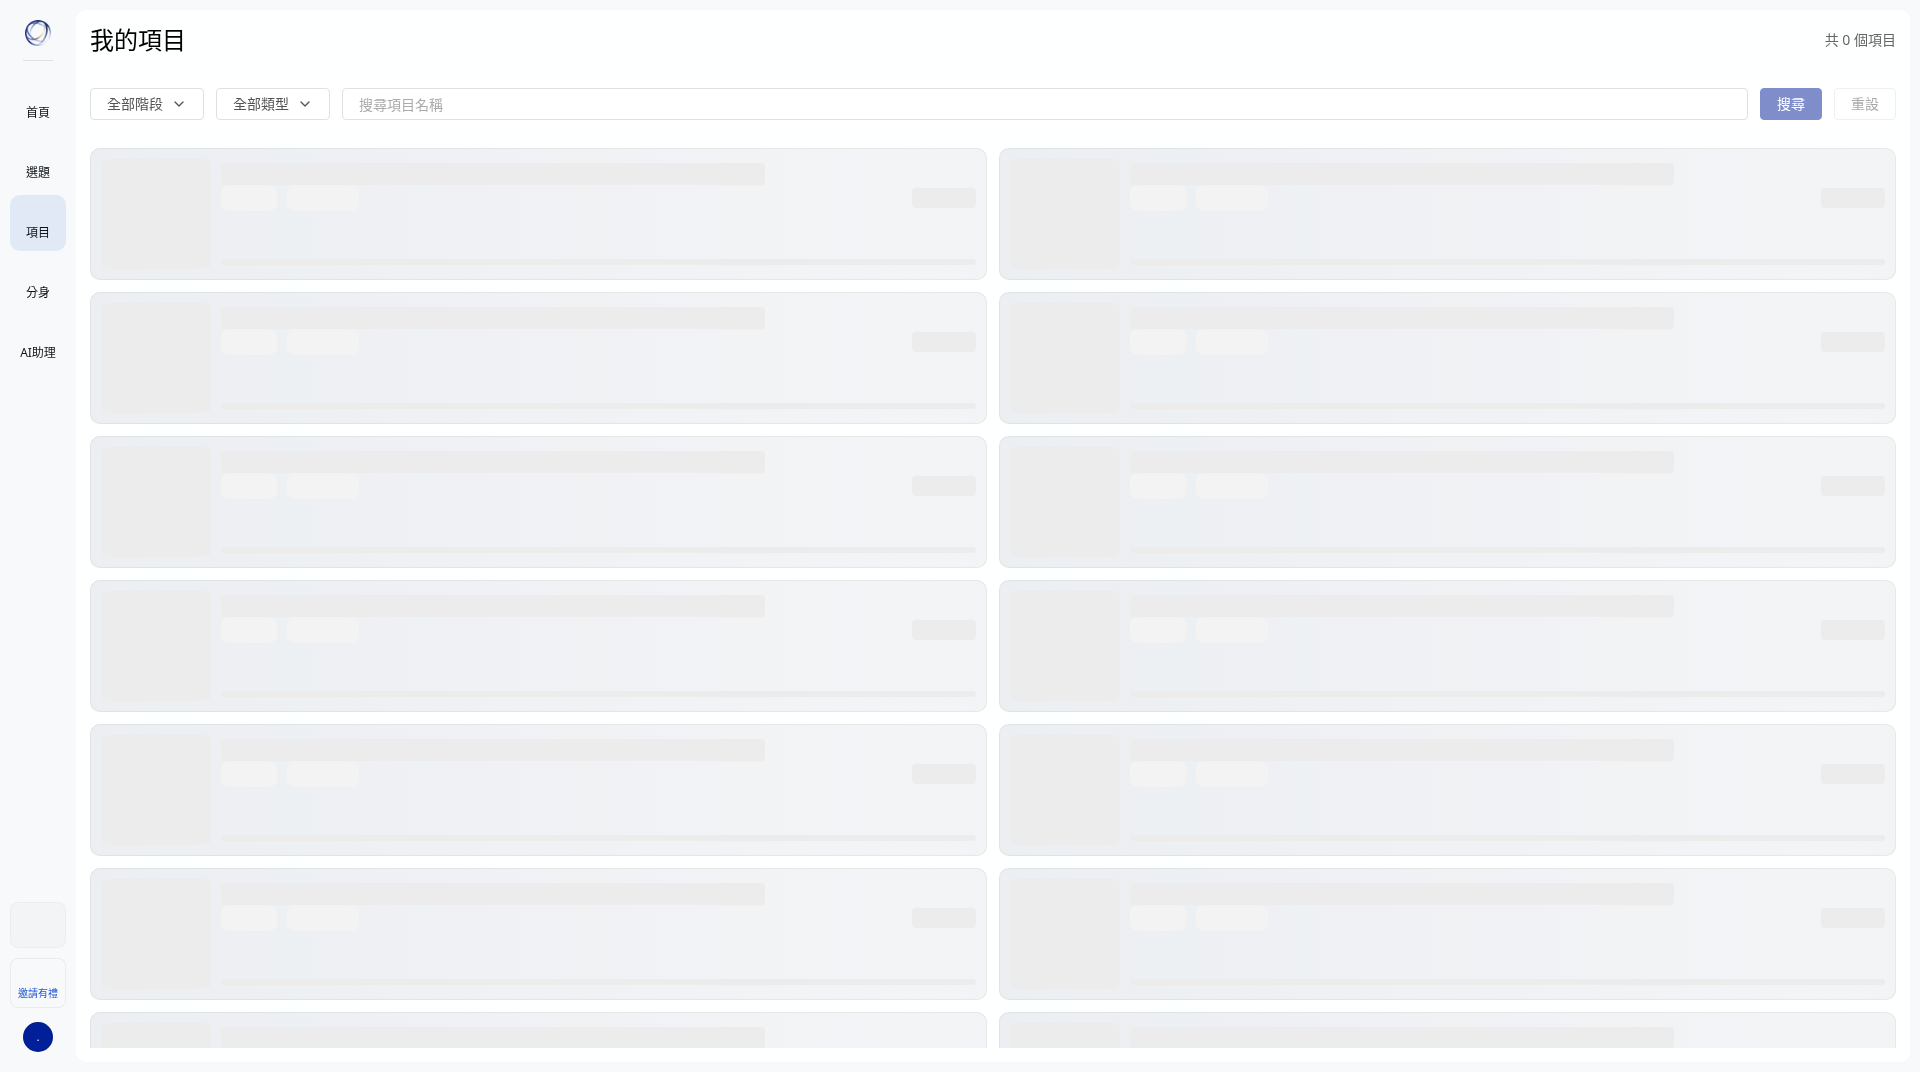 我的項目
共 0 個項目
全部階段
全部類型
搜尋項目名稱
搜尋
重設
首頁
選題
項目
分身
AI助理
邀請有禮
.